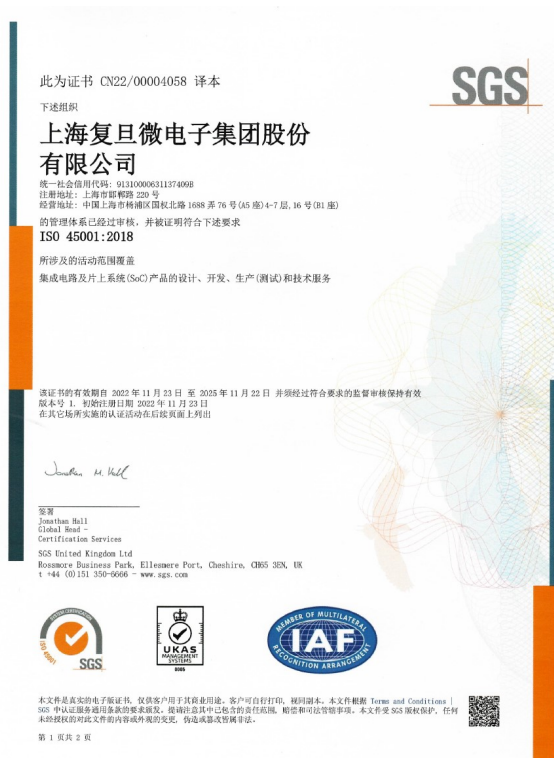 SGS
此为证书 CN22/00004058 译本
下述组织
上海复旦微电子集团股份
有限公司
统一社会信用代码: 91310000631137409B
注册地址: 上海市邯郸路 220 号
经营地址: 中国上海市杨浦区国权北路 1688 弄 76 号(A5 座)4-7 层, 16 号(B1 座)
的管理体系已经过审核, 并被证明符合下述要求
ISO 45001:2018
所涉及的活动范围覆盖
集成电路及片上系统(SoC)产品的设计、开发、生产(测试)和技术服务
该证书的有效期自 2022 年 11 月 23 日 至 2025 年 11 月 22 日 并须经过符合要求的监督审核保持有效
版本号 1. 初始注册日期 2022 年 11 月 23 日
在其它场所实施的认证活动在后续页面上列出
Jonathan M. Hall
签署
Jonathan Hall
Global Head -
Certification Services
SGS United Kingdom Ltd
Rossmore Business Park, Ellesmere Port, Cheshire, CH65 3EN, UK
t +44 (0)151 350-6666 - www.sgs.com
SYSTEM CERTIFICATION
ISO 45001
SGS
UKAS
MANAGEMENT
SYSTEMS
0005
MEMBER OF MULTILATERAL
IAF
RECOGNITION ARRANGEMENT
本文件是真实的电子版证书, 仅供客户用于其商业用途。客户可自行打印, 视同副本。本文件根据 Terms and Conditions |
SGS 中认证服务通用条款的要求颁发。提请注意其中已包含的责任范围、赔偿和司法管辖事项。本文件受 SGS 版权保护, 任何
未经授权的对此文件的内容或外观的变更、伪造或篡改皆属非法。
第 1 页共 2 页